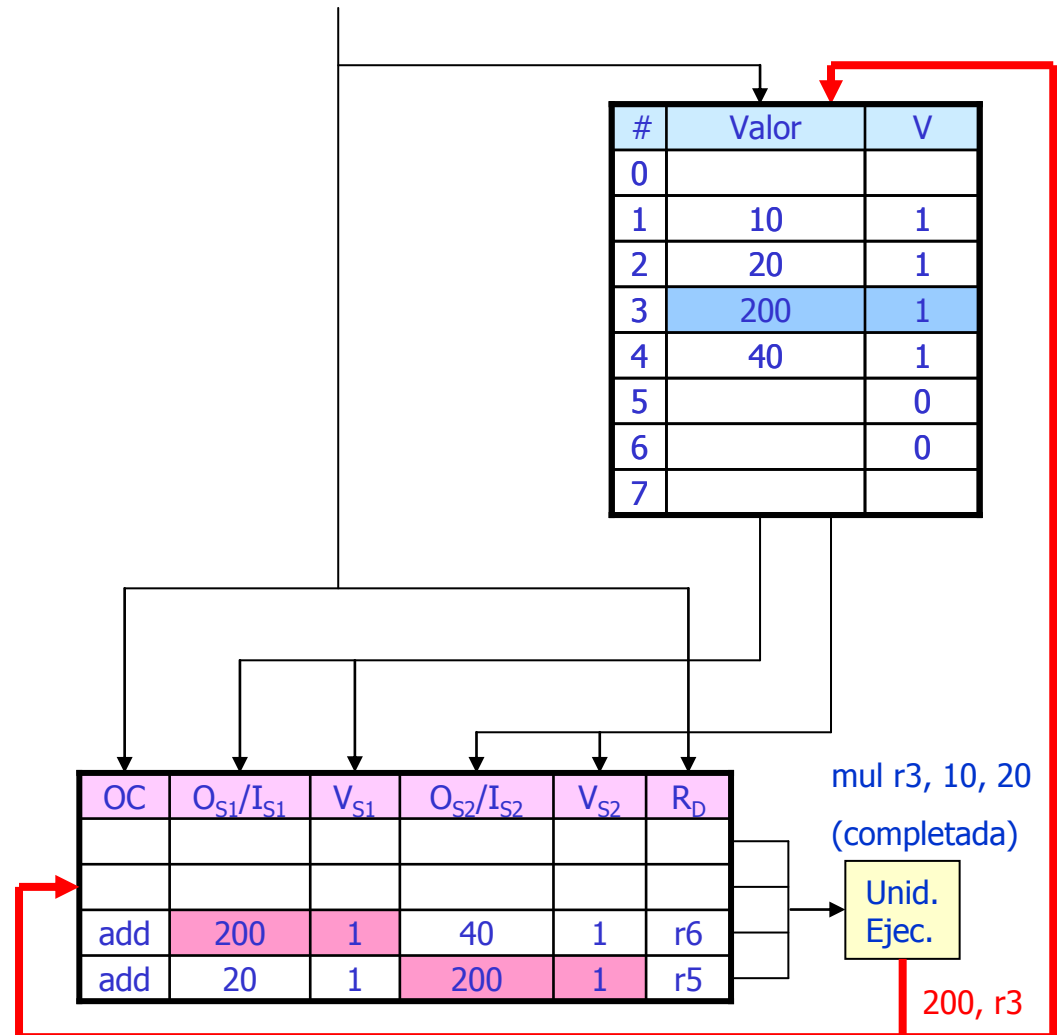 # Valor V
0
1 10 1
2 20 1
3 200 1
4 40 1
5 0
6 0
7
mul r3, 10, 20
(completada)
OC OS1/IS1 VS1 OS2/IS2 VS2 RD
add 200 1 40 1 r6
add 20 1 200 1 r5
Unid.
Ejec.
200, r3